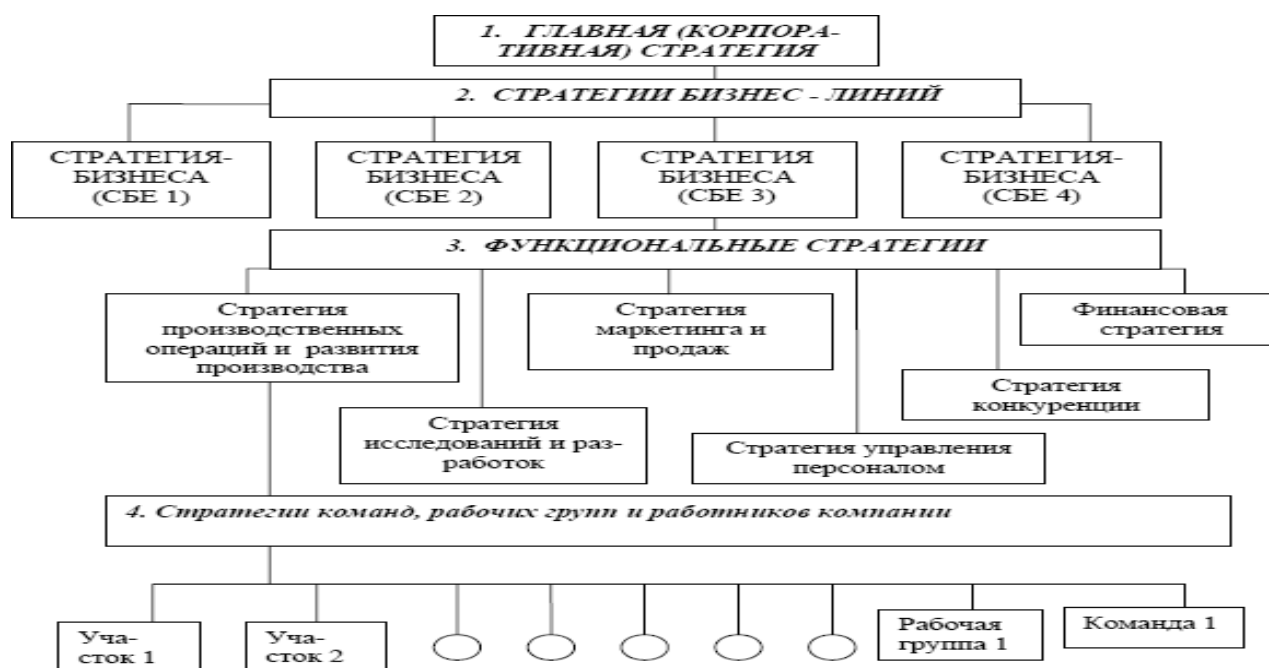 1. ГЛАВНАЯ (КОРПОРА-
ТИВНАЯ) СТРАТЕГИЯ
2. СТРАТЕГИИ БИЗНЕС - ЛИНИЙ
СТРАТЕГИЯ-
БИЗНЕСА
(СБЕ 1)
СТРАТЕГИЯ
БИЗНЕСА
(СБЕ 2)
СТРАТЕГИЯ
БИЗНЕСА
(СБЕ 3)
СТРАТЕГИЯ-
БИЗНЕСА
(СБЕ 4)
3. ФУНКЦИОНАЛЬНЫЕ СТРАТЕГИИ
Стратегия
производственных
операций и развития
производства
Стратегия
маркетинга и
продаж
Финансовая
стратегия
Стратегия
исследований и раз-
работок
Стратегия управления
персоналом
Стратегия
конкуренции
4. Стратегии команд, рабочих групп и работников компании
Уча-
сток 1
Уча-
сток 2
Рабочая
группа 1
Команда 1